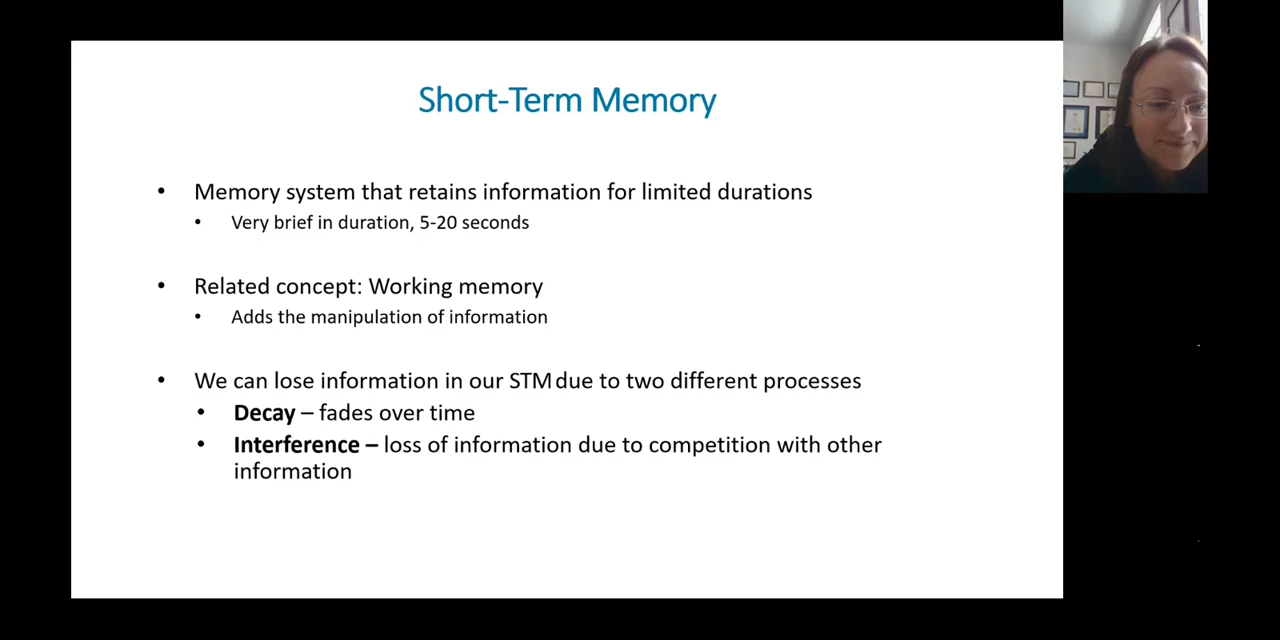 Short-Term Memory
• Memory system that retains information for limited durations
• Very brief in duration, 5-20 seconds
• Related concept: Working memory
• Adds the manipulation of information
• We can lose information in our STM due to two different processes
• Decay – fades over time
• Interference – loss of information due to competition with other
information